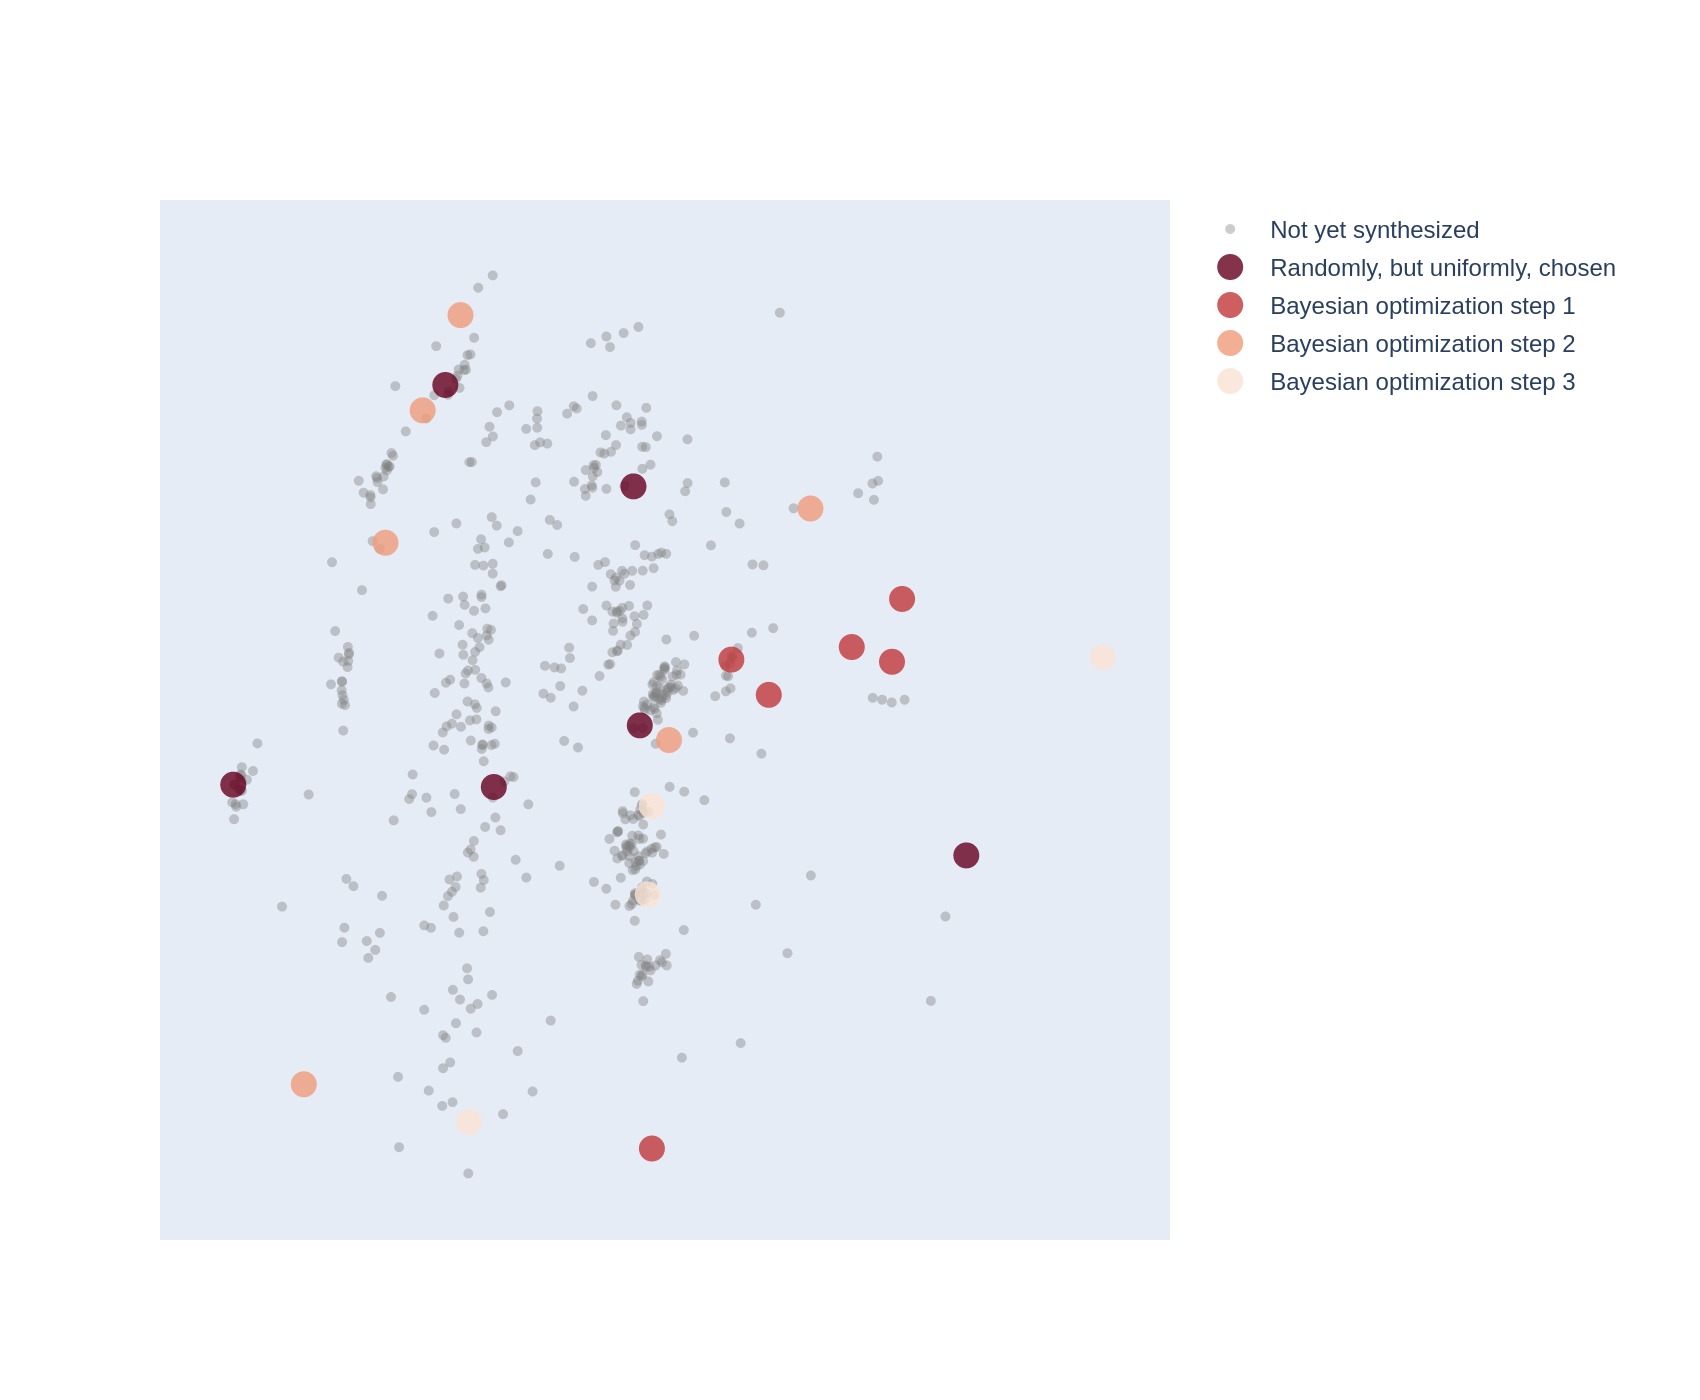 Not yet synthesized
Randomly, but uniformly, chosen
Bayesian optimization step 1
Bayesian optimization step 2
Bayesian optimization step 3